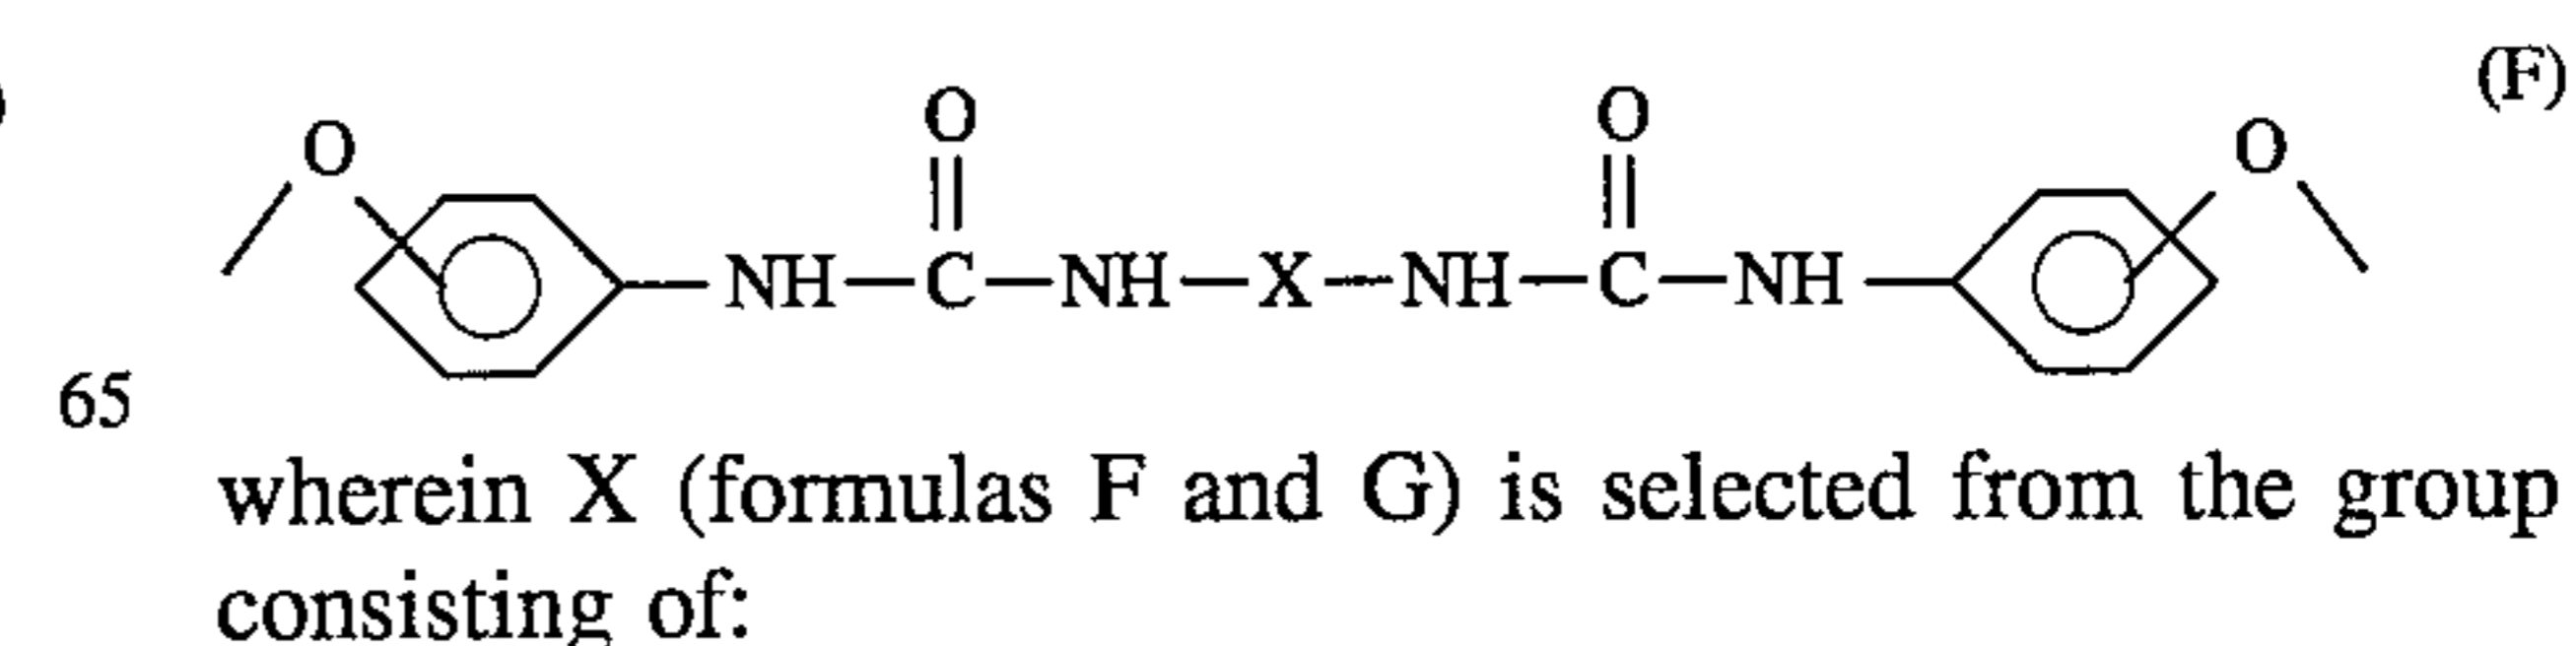 (F)
O O
O O
NH—C—NH—X—NH—C—NH
65
wherein X (formulas F and G) is selected from the group
consisting of: